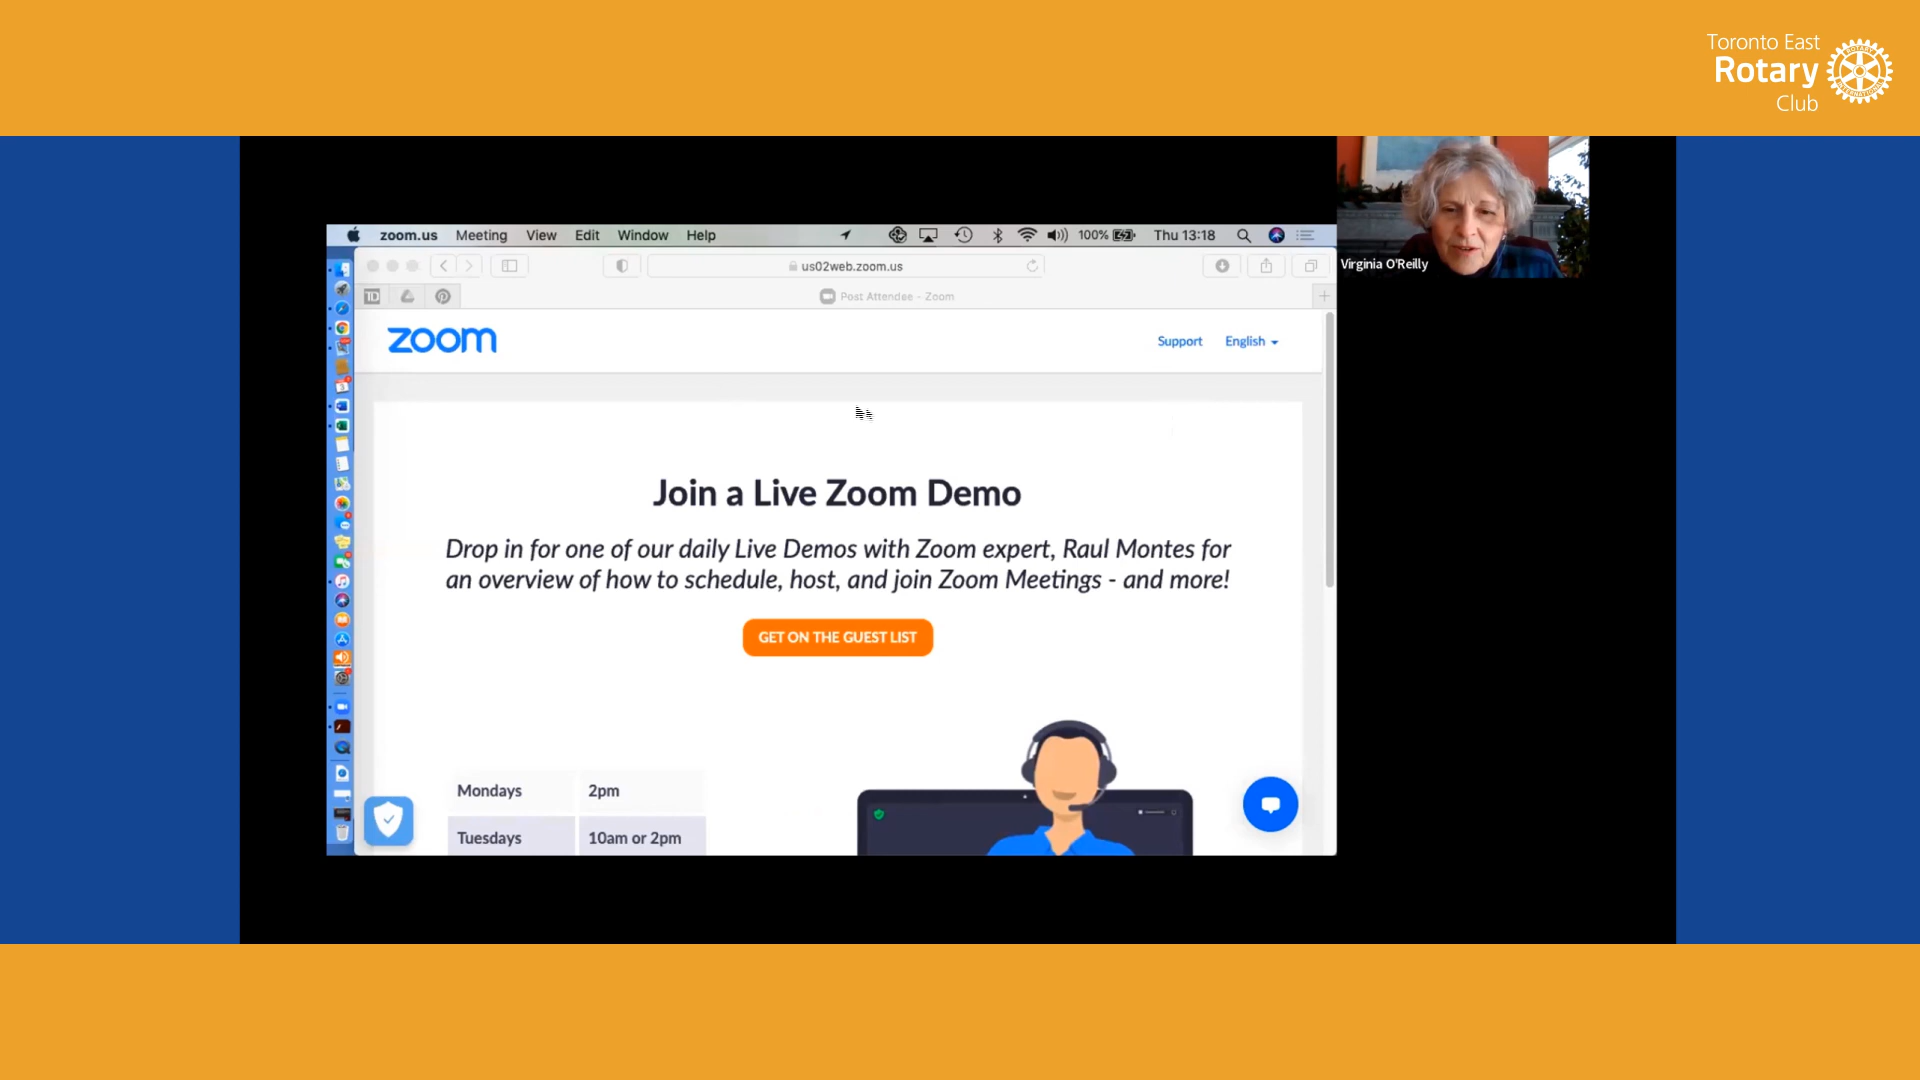 Toronto East
Rotary
Club
zoom.us Meeting View Edit Window Help 100% Thu 13:18
us02web.zoom.us
Post Attendee - Zoom
Virginia O'Reilly
zoom
Support English
Join a Live Zoom Demo
Drop in for one of our daily Live Demos with Zoom expert, Raul Montes for
an overview of how to schedule, host, and join Zoom Meetings - and more!
GET ON THE GUEST LIST
Mondays 2pm
Tuesdays 10am or 2pm